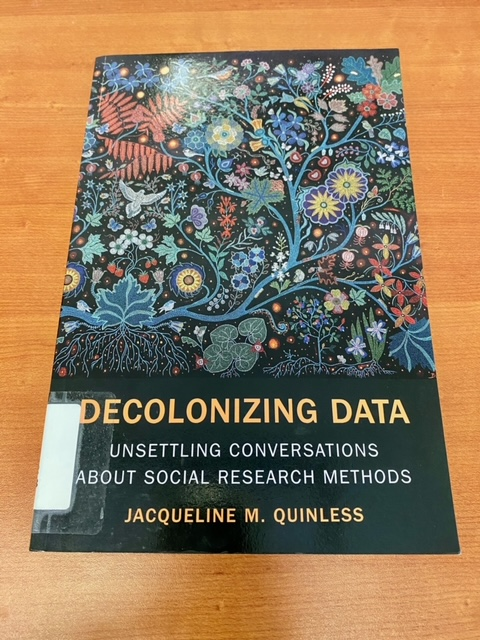 DECOLONIZING DATA
UNSETTLING CONVERSATIONS
ABOUT SOCIAL RESEARCH METHODS
JACQUELINE M. QUINLESS